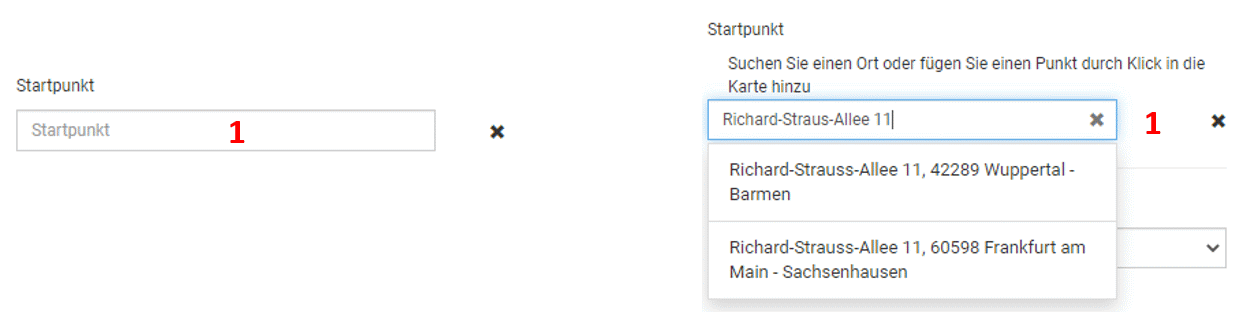 Startpunkt
Startpunkt
1
Startpunkt
Suchen Sie einen Ort oder fügen Sie einen Punkt durch Klick in die
Karte hinzu
Richard-Straus-Allee 11
1
Richard-Strauss-Allee 11, 42289 Wuppertal -
Barmen
Richard-Strauss-Allee 11, 60598 Frankfurt am
Main - Sachsenhausen